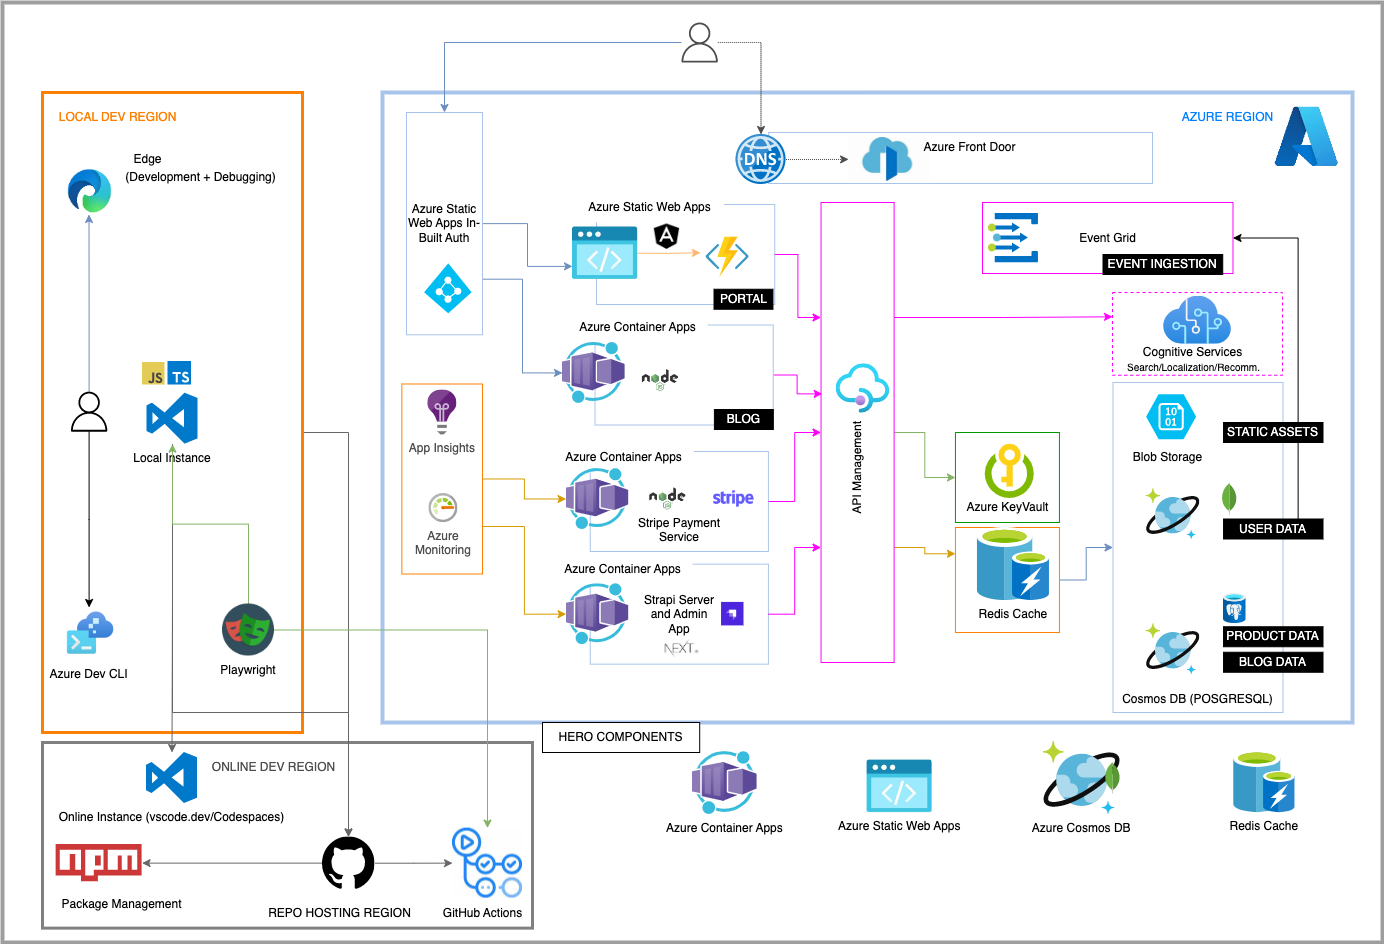 LOCAL DEV REGION
Edge
(Development + Debugging)
JS
TS
Local Instance
Azure Dev CLI
Playwright
AZURE REGION
DNS
Azure Front Door
Azure Static
Web Apps In-
Built Auth
Azure Static Web Apps
</>
A
PORTAL
Azure Container Apps
node
JS
BLOG
App Insights
Azure
Monitoring
Azure Container Apps
node
JS
stripe
Stripe Payment
Service
Azure Container Apps
Strapi Server
and Admin
App
NEXT.JS
API Management
Event Grid
EVENT INGESTION
Cognitive Services
Search/Localization/Recomm.
Azure KeyVault
Redis Cache
10
01
STATIC ASSETS
Blob Storage
USER DATA
PRODUCT DATA
BLOG DATA
Cosmos DB (POSGRESQL)
ONLINE DEV REGION
Online Instance (vscode.dev/Codespaces)
npm
Package Management
REPO HOSTING REGION
GitHub Actions
HERO COMPONENTS
Azure Container Apps
</>
Azure Static Web Apps
Azure Cosmos DB
Redis Cache